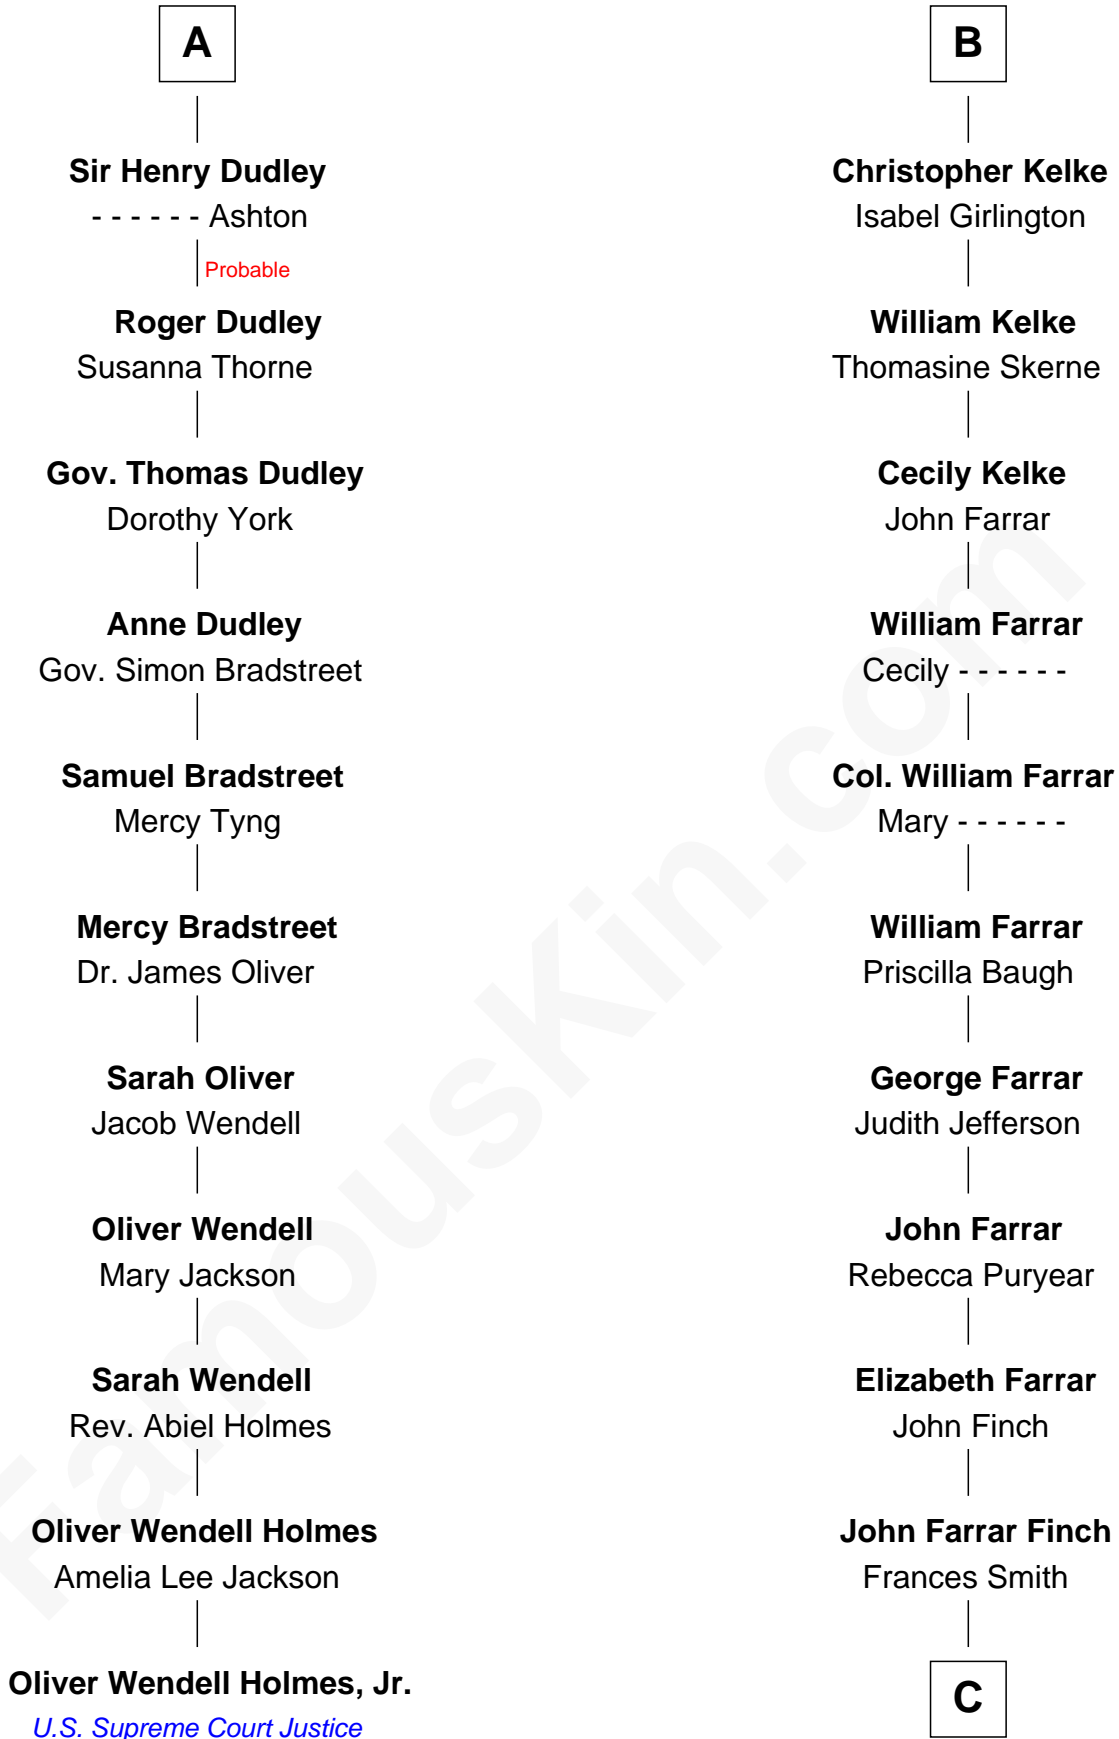 A
Sir Henry Dudley
- - - - - - Ashton
Probable
Roger Dudley
Susanna Thorne
Gov. Thomas Dudley
Dorothy York
Anne Dudley
Gov. Simon Bradstreet
Samuel Bradstreet
Mercy Tyng
Mercy Bradstreet
Dr. James Oliver
Sarah Oliver
Jacob Wendell
Oliver Wendell
Mary Jackson
Sarah Wendell
Rev. Abiel Holmes
Oliver Wendell Holmes
Amelia Lee Jackson
Oliver Wendell Holmes, Jr.
U.S. Supreme Court Justice
B
Christopher Kelke
Isabel Girlington
William Kelke
Thomasine Skerne
Cecily Kelke
John Farrar
William Farrar
Cecily - - - - - -
Col. William Farrar
Mary - - - - - -
William Farrar
Priscilla Baugh
George Farrar
Judith Jefferson
John Farrar
Rebecca Puryear
Elizabeth Farrar
John Finch
John Farrar Finch
Frances Smith
C
FamousKin.com